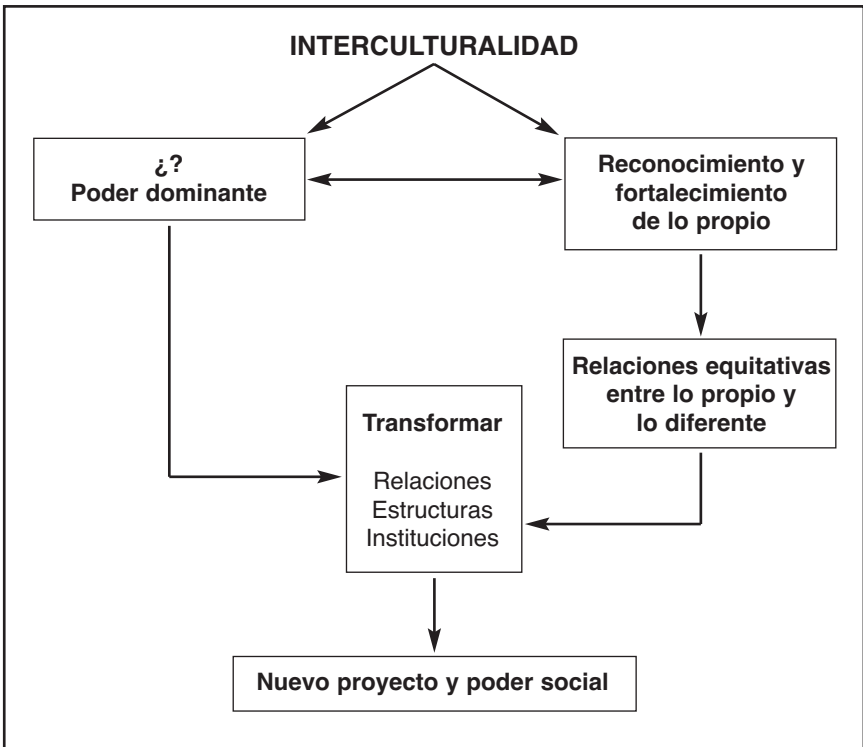 INTERCULTURALIDAD
¿?
Poder dominante
Reconocimiento y
fortalecimiento
de lo propio
Relaciones equitativas
entre lo propio y
lo diferente
Transformar
Relaciones
Estructuras
Instituciones
Nuevo proyecto y poder social